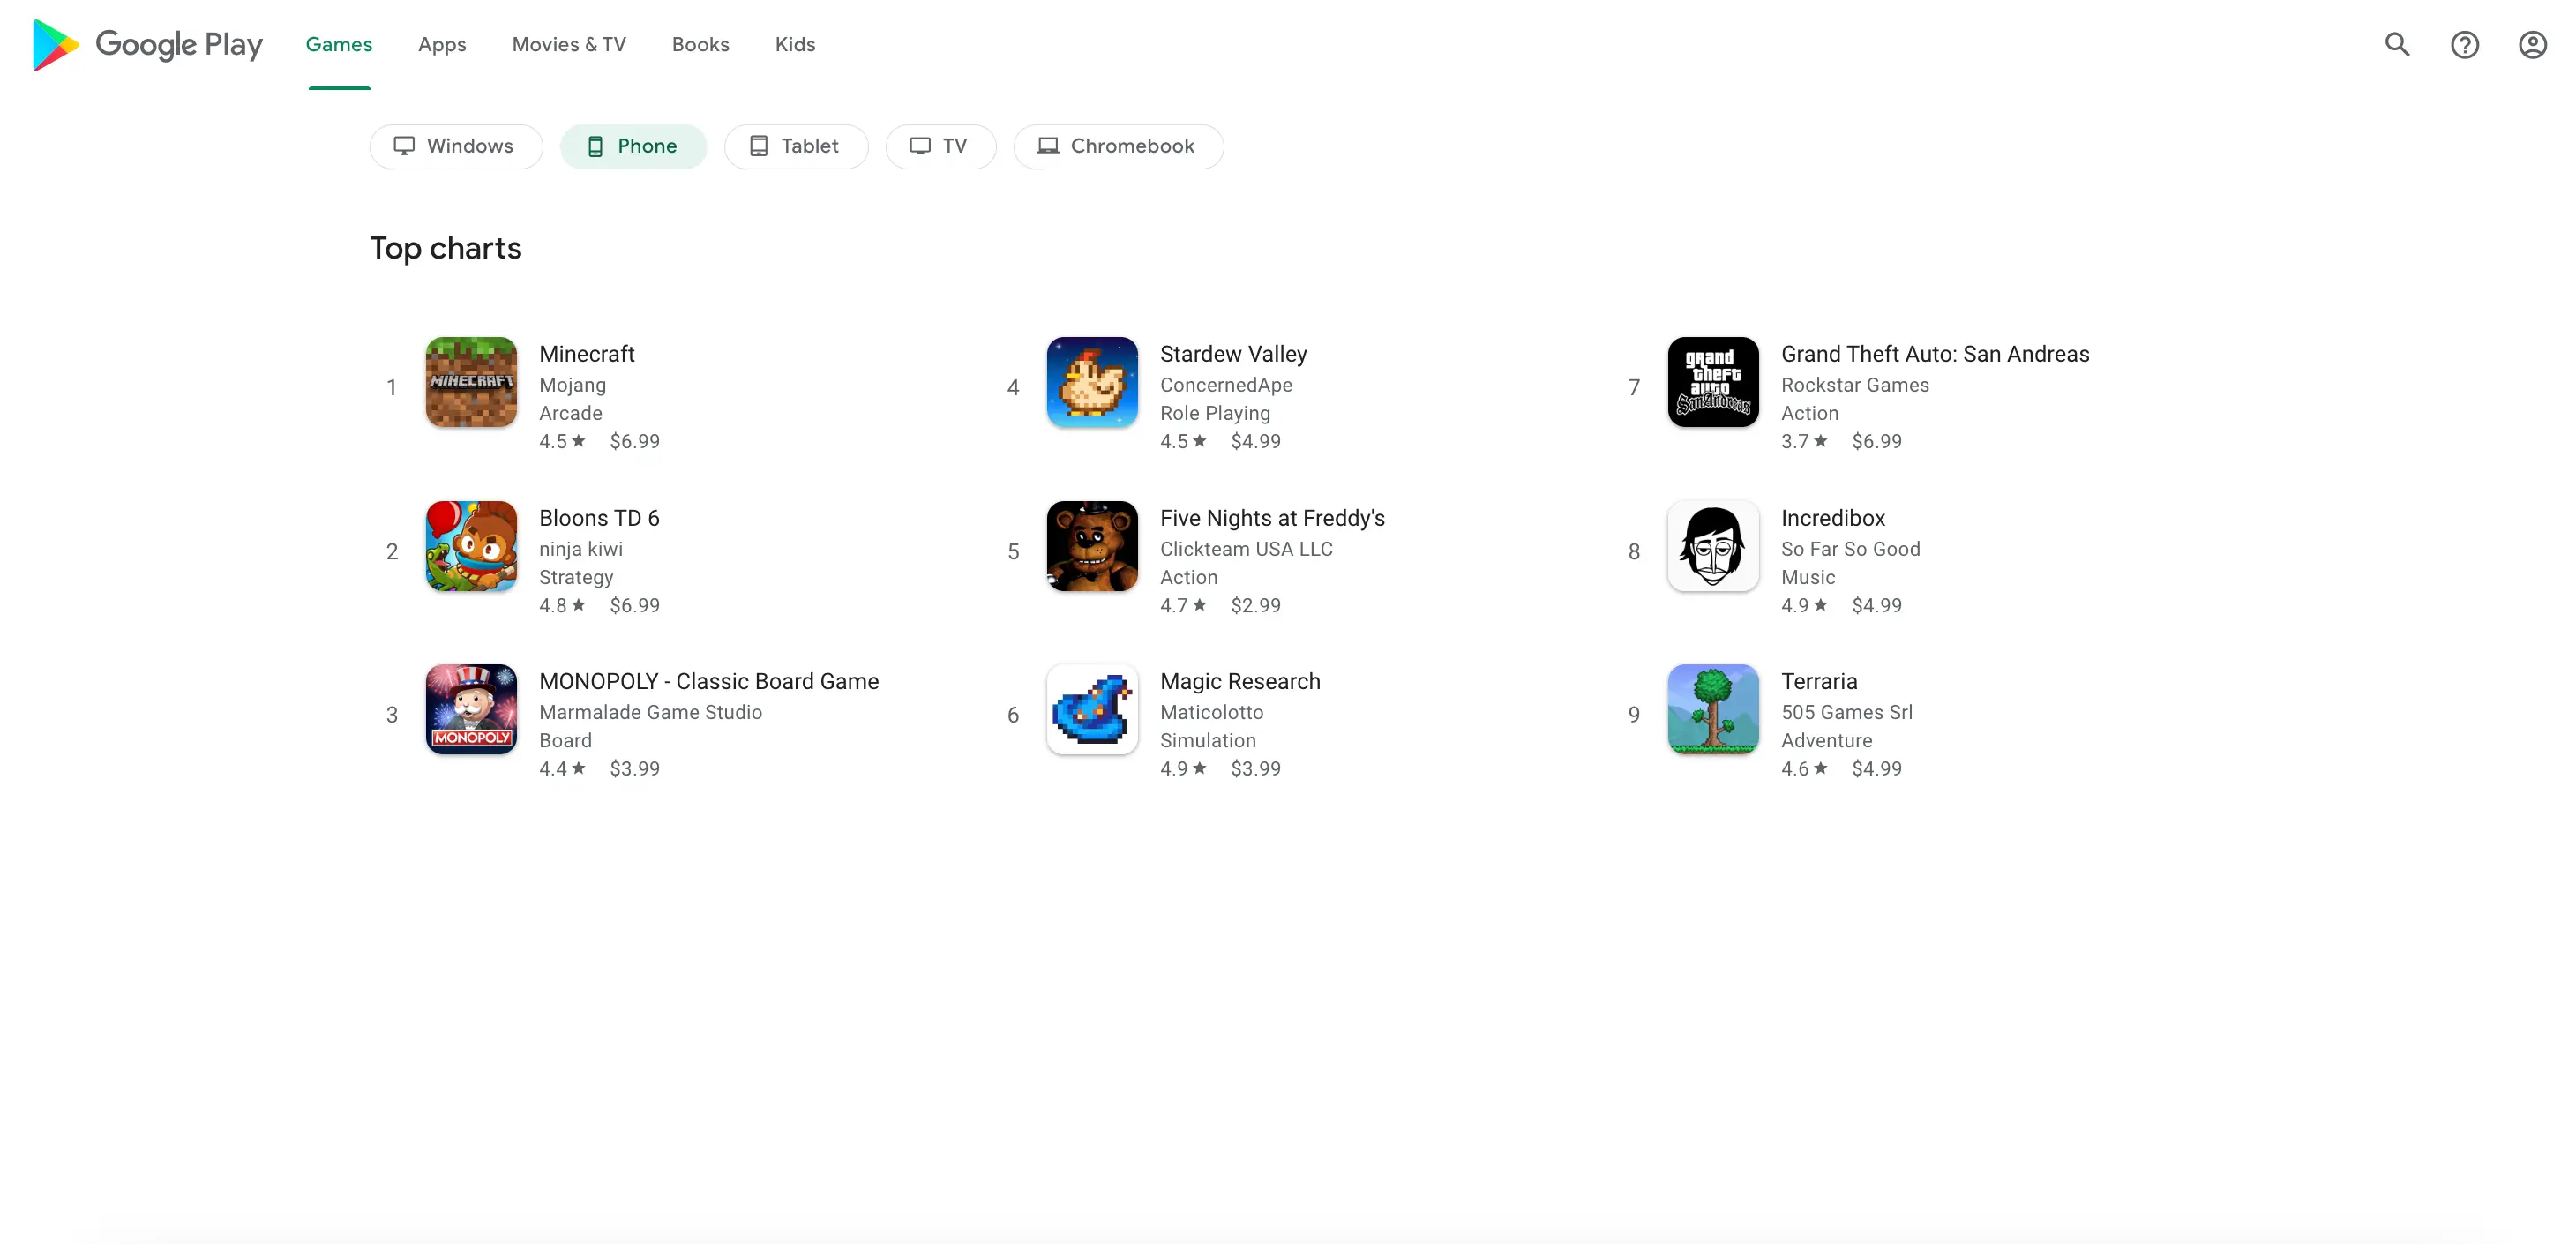 Google Play
Games
Apps
Movies & TV
Books
Kids
Windows
Phone
Tablet
TV
Chromebook
Top charts
1
MINECRAFT
Minecraft
Mojang
Arcade
4.5★ $6.99
2
Bloons TD 6
ninja kiwi
Strategy
4.8★ $6.99
3
MONOPOLY
MONOPOLY - Classic Board Game
Marmalade Game Studio
Board
4.4★ $3.99
4
Stardew Valley
ConcernedApe
Role Playing
4.5★ $4.99
5
Five Nights at Freddy's
Clickteam USA LLC
Action
4.7★ $2.99
6
Magic Research
Maticolotto
Simulation
4.9★ $3.99
7
grand
theft
auto
San Andreas
Grand Theft Auto: San Andreas
Rockstar Games
Action
3.7★ $6.99
8
Incredibox
So Far So Good
Music
4.9★ $4.99
9
Terraria
505 Games Srl
Adventure
4.6★ $4.99